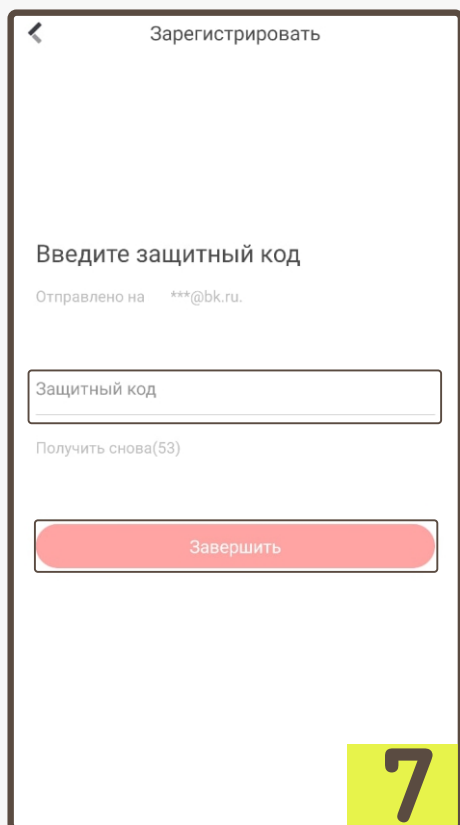 Зарегистрировать
Введите защитный код
Отправлено на ***@bk.ru.
Защитный код
Получить снова(53)
Завершить
7